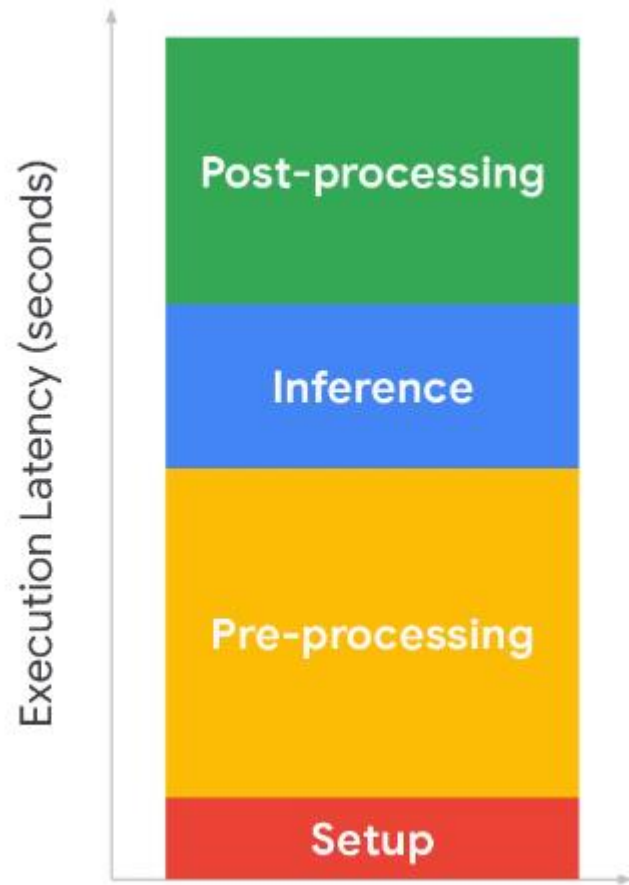 Execution Latency (seconds)
Post-processing
Inference
Pre-processing
Setup